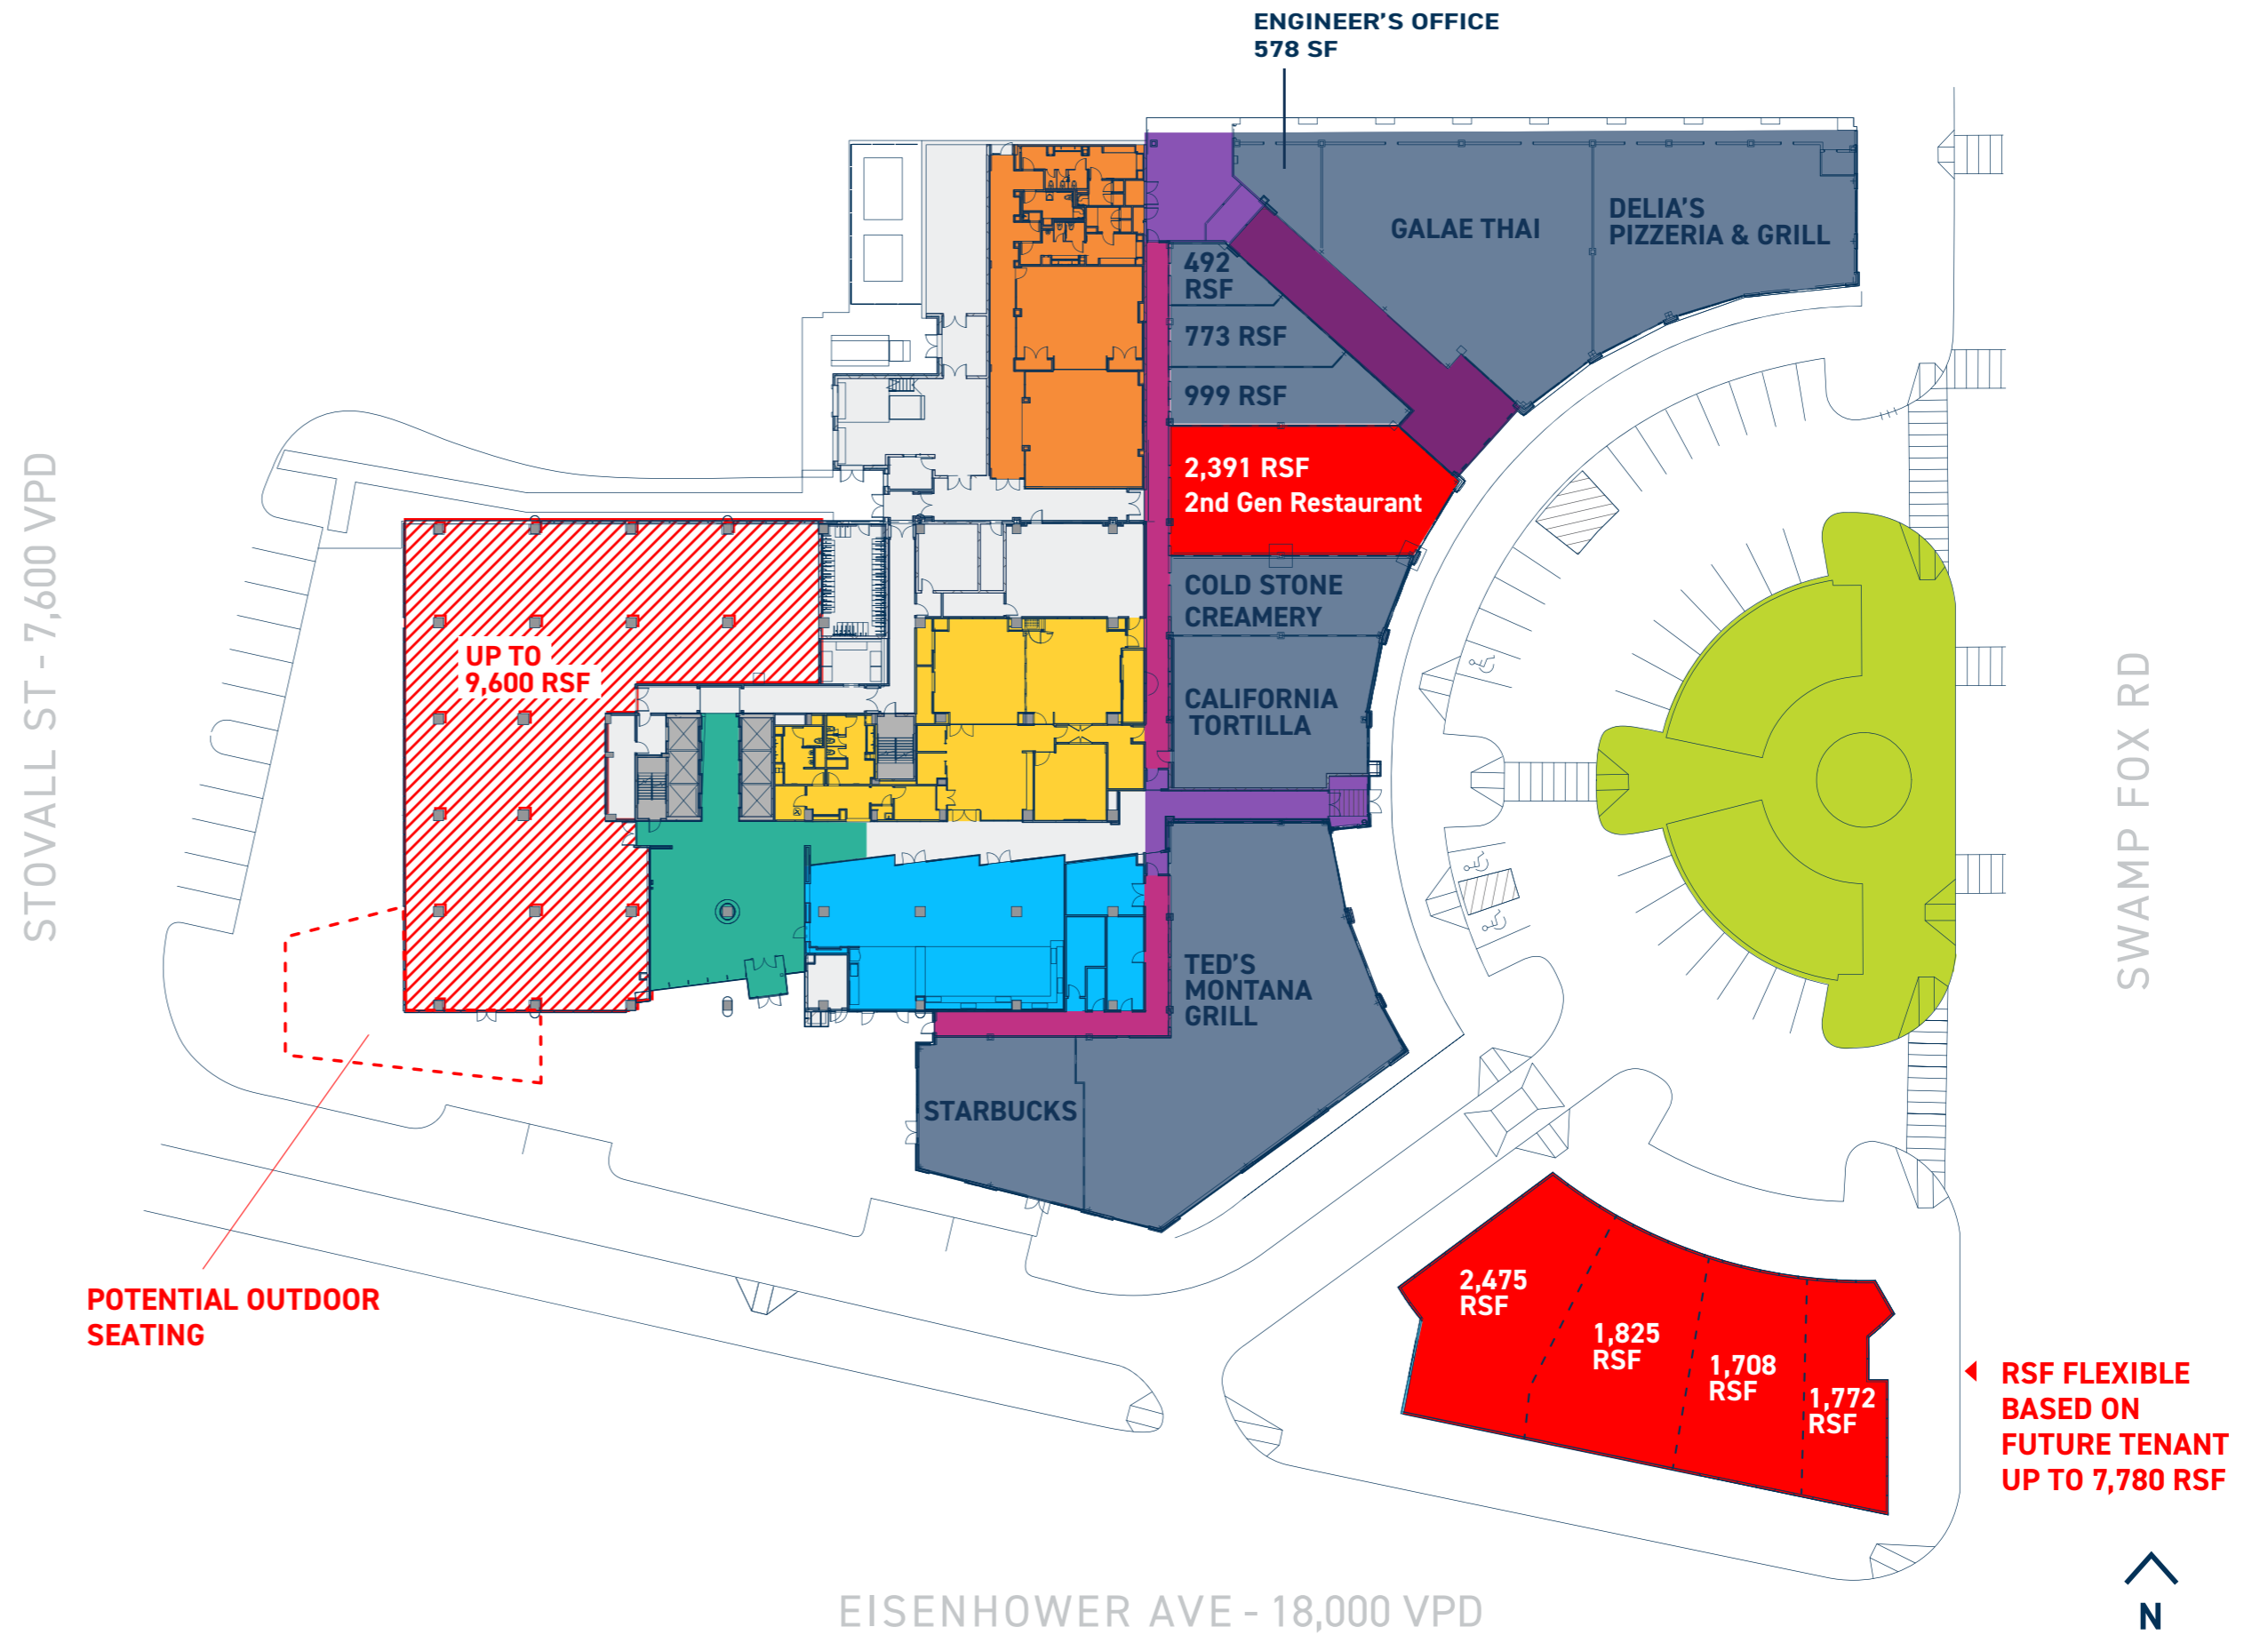 ENGINEER'S OFFICE
578 SF
GALAE THAI
DELIA'S
PIZZERIA & GRILL
492
RSF
773 RSF
999 RSF
2,391 RSF
2nd Gen Restaurant
COLD STONE
CREAMERY
CALIFORNIA
TORTILLA
UP TO
9,600 RSF
STOVALL ST - 7,600 VPD
SWAMP FOX RD
TED'S
MONTANA
GRILL
STARBUCKS
POTENTIAL OUTDOOR
SEATING
2,475
RSF
1,825
RSF
1,708
RSF
1,772
RSF
RSF FLEXIBLE
BASED ON
FUTURE TENANT
UP TO 7,780 RSF
EISENHOWER AVE - 18,000 VPD
N